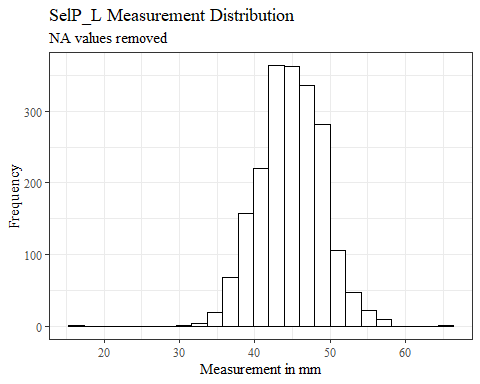 SelP_L Measurement Distribution
NA values removed
Frequency
300
200
100
0
20 30 40 50 60
Measurement in mm